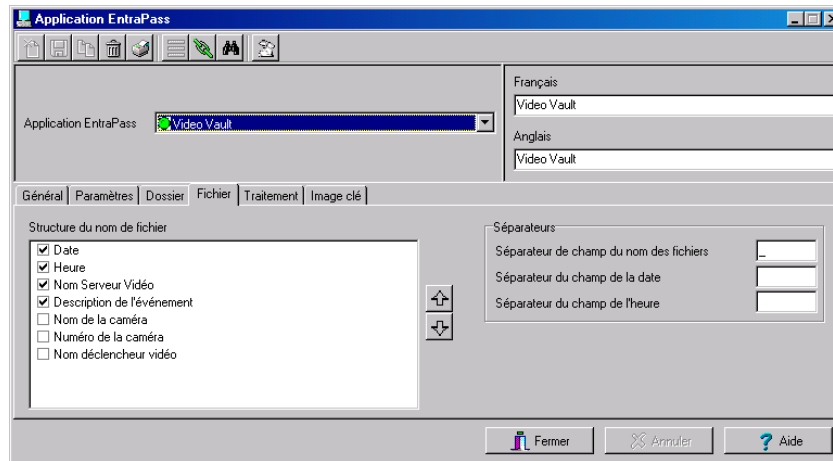 Application EntraPass
Français
Video Vault
Application EntraPass Video Vault
Anglais
Video Vault
Général Paramètres Dossier Fichier Traitement Image clé
Structure du nom de fichier
Date
Heure
Nom Serveur Vidéo
Description de l'événement
Nom de la caméra
Numéro de la caméra
Nom déclencheur vidéo
Séparateurs
Séparateur de champ du nom des fichiers _
Séparateur du champ de la date
Séparateur du champ de l'heure
Fermer Annuler Aide